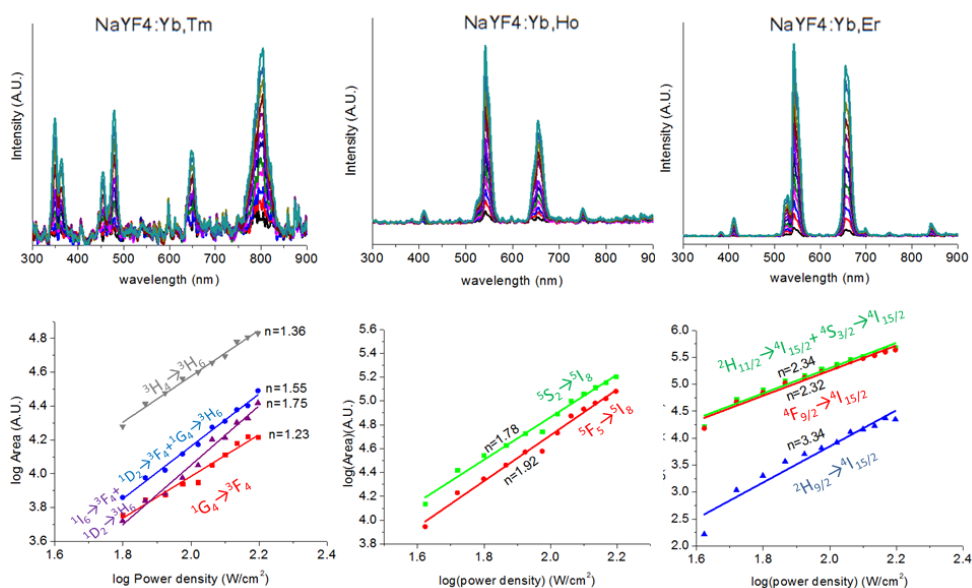 NaYF4:Yb,Tm
NaYF4:Yb,Ho
NaYF4:Yb,Er
Intensity (A.U.)
300 400 500 600 700 800 900
wavelength (nm)
Intensity (A.U.)
300 400 500 600 700 800 900
wavelength (nm)
Intensity (A.U.)
300 400 500 600 700 800 900
wavelength (nm)
log Area (A.U.)
4.8
4.4
4.0
3.6
n=1.36
n=1.55
n=1.75
n=1.23
³H₄→³H₆
¹D₂→³F₄+¹G₄→³H₆
¹I₆→³F₄+
¹D₂→³H₆
¹G₄→³F₄
1.6 1.8 2.0 2.2 2.4
log Power density (W/cm²)
log(Area)(A.U.)
5.6
5.4
5.2
5.0
4.8
4.6
4.4
4.2
4.0
3.8
⁵S₂→⁵I₈
n=1.78
⁵F₅→⁵I₈
n=1.92
1.6 1.8 2.0 2.2
log(power density) (W/cm²)
6.0
5.5
5.0
4.5
4.0
3.5
3.0
2.5
2.0
²H₁₁/₂→⁴I₁₅/₂+⁴S₃/₂→⁴I₁₅/₂
n=2.34
n=2.32
⁴F₉/₂→⁴I₁₅/₂
n=3.34
²H₉/₂→⁴I₁₅/₂
1.6 1.8 2.0 2.2 2.4
log(power density) (W/cm²)